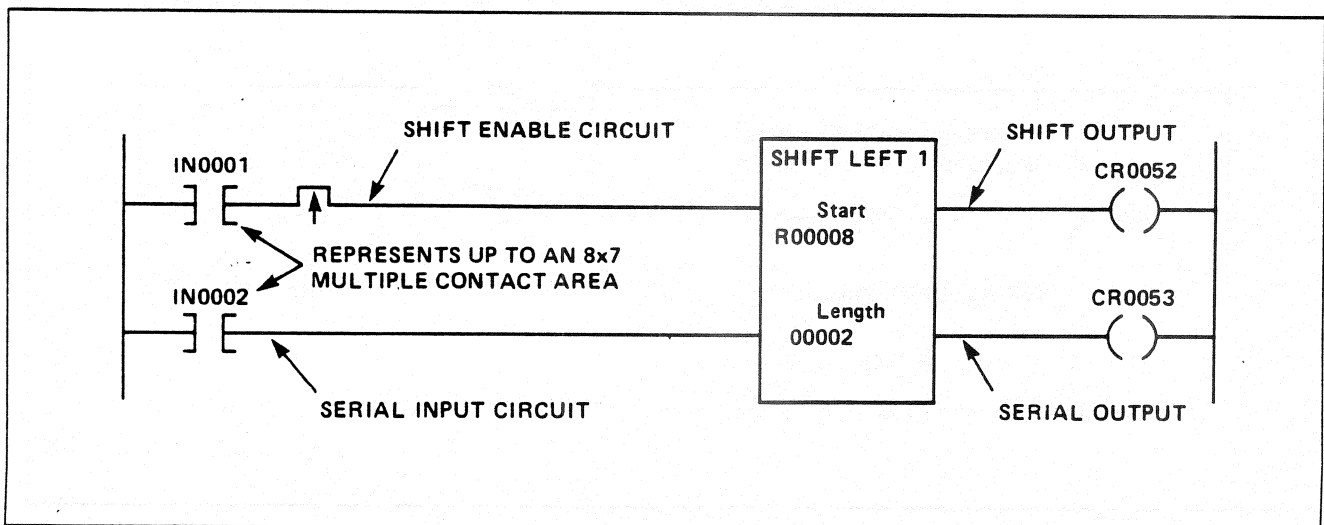 SHIFT ENABLE CIRCUIT
SHIFT OUTPUT
IN0001
SHIFT LEFT 1
CR0052
Start
R00008
REPRESENTS UP TO AN 8x7
MULTIPLE CONTACT AREA
IN0002
CR0053
Length
00002
SERIAL INPUT CIRCUIT
SERIAL OUTPUT